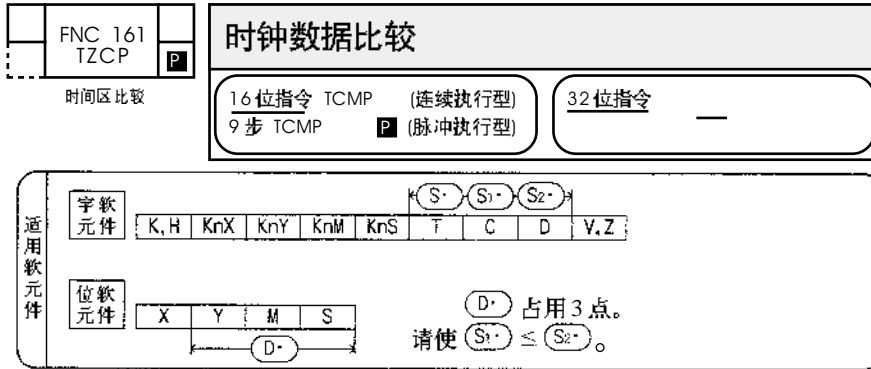 FNC 161
TZCP
P
时间区比较
时钟数据比较
16位指令 TCMP (连续执行型)
9步 TCMP P (脉冲执行型)
32位指令
—
适用软元件
字软元件
S· S1· S2·
K,H KnX KnY KnM KnS T C D V,Z
位软元件
X Y M S
D·
D· 占用3点。
请使 S1· ≤ S2· 。